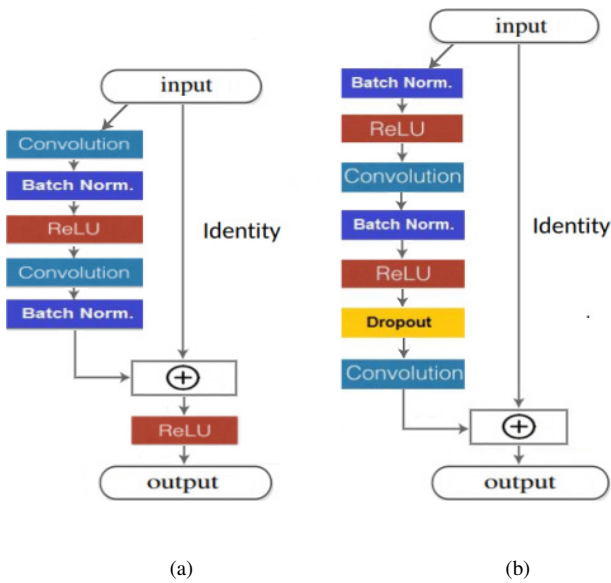 input
Convolution
Batch Norm.
ReLU
Convolution
Batch Norm.
Identity
ReLU
output
(a)
input
Batch Norm.
ReLU
Convolution
Batch Norm.
ReLU
Dropout
Convolution
Identity
output
(b)